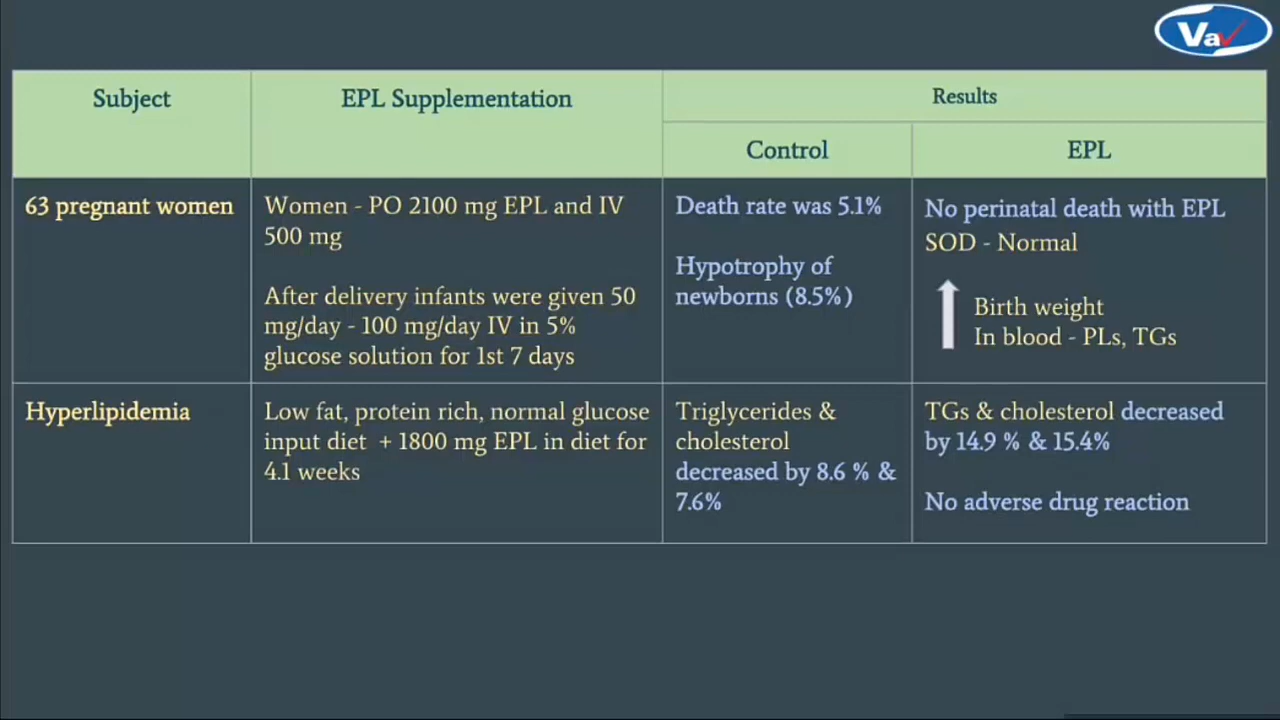 Vav
Subject
EPL Supplementation
Results
Control
EPL
63 pregnant women
Women - PO 2100 mg EPL and IV
500 mg
After delivery infants were given 50
mg/day - 100 mg/day IV in 5%
glucose solution for 1st 7 days
Death rate was 5.1%
Hypotrophy of
newborns (8.5%)
No perinatal death with EPL
SOD - Normal
Birth weight
In blood - PLs, TGs
Hyperlipidemia
Low fat, protein rich, normal glucose
input diet + 1800 mg EPL in diet for
4.1 weeks
Triglycerides &
cholesterol
decreased by 8.6 % &
7.6%
TGs & cholesterol decreased
by 14.9 % & 15.4%
No adverse drug reaction